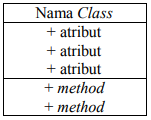 Nama Class
+ atribut
+ atribut
+ atribut
+ method
+ method